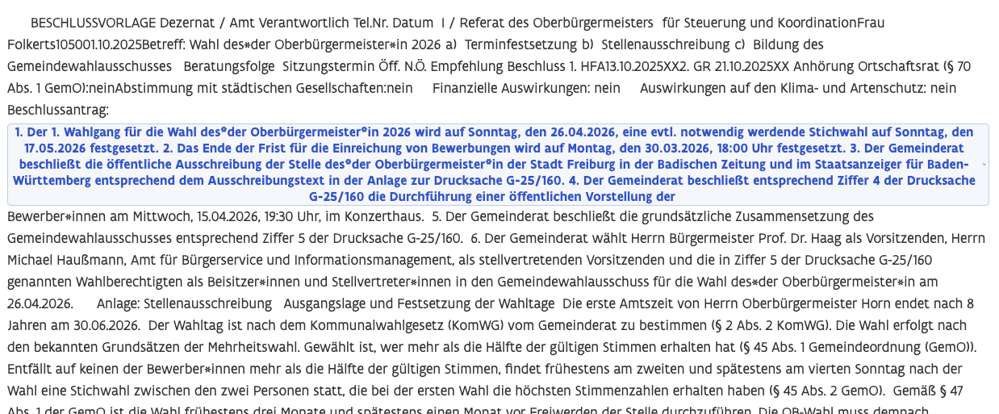 BESCHLUSSVORLAGE Dezernat / Amt Verantwortlich Tel.Nr. Datum I / Referat des Oberbürgermeisters für Steuerung und KoordinationFrau
Folkerts105001.10.2025Betreff: Wahl des*der Oberbürgermeister*in 2026 a) Terminfestsetzung b) Stellenausschreibung c) Bildung des
Gemeindewahlausschusses Beratungsfolge Sitzungstermin Öff. N.Ö. Empfehlung Beschluss 1. HFA13.10.2025XX2. GR 21.10.2025XX Anhörung Ortschaftsrat (§ 70
Abs. 1 GemO):neinAbstimmung mit städtischen Gesellschaften:nein Finanzielle Auswirkungen: nein Auswirkungen auf den Klima- und Artenschutz: nein
Beschlussantrag:
1. Der 1. Wahlgang für die Wahl des*der Oberbürgermeister*in 2026 wird auf Sonntag, den 26.04.2026, eine evtl. notwendig werdende Stichwahl auf Sonntag, den
17.05.2026 festgesetzt. 2. Das Ende der Frist für die Einreichung von Bewerbungen wird auf Montag, den 30.03.2026, 18:00 Uhr festgesetzt. 3. Der Gemeinderat
beschließt die öffentliche Ausschreibung der Stelle des*der Oberbürgermeister*in der Stadt Freiburg in der Badischen Zeitung und im Staatsanzeiger für Baden-
Württemberg entsprechend dem Ausschreibungstext in der Anlage zur Drucksache G-25/160. 4. Der Gemeinderat beschließt entsprechend Ziffer 4 der Drucksache
G-25/160 die Durchführung einer öffentlichen Vorstellung der
Bewerber*innen am Mittwoch, 15.04.2026, 19:30 Uhr, im Konzerthaus. 5. Der Gemeinderat beschließt die grundsätzliche Zusammensetzung des
Gemeindewahlausschusses entsprechend Ziffer 5 der Drucksache G-25/160. 6. Der Gemeinderat wählt Herrn Bürgermeister Prof. Dr. Haag als Vorsitzenden, Herrn
Michael Haußmann, Amt für Bürgerservice und Informationsmanagement, als stellvertretenden Vorsitzenden und die in Ziffer 5 der Drucksache G-25/160
genannten Wahlberechtigten als Beisitzer*innen und Stellvertreter*innen in den Gemeindewahlausschuss für die Wahl des*der Oberbürgermeister*in am
26.04.2026. Anlage: Stellenausschreibung Ausgangslage und Festsetzung der Wahltage Die erste Amtszeit von Herrn Oberbürgermeister Horn endet nach 8
Jahren am 30.06.2026. Der Wahltag ist nach dem Kommunalwahlgesetz (KomWG) vom Gemeinderat zu bestimmen (§ 2 Abs. 2 KomWG). Die Wahl erfolgt nach
den bekannten Grundsätzen der Mehrheitswahl. Gewählt ist, wer mehr als die Hälfte der gültigen Stimmen erhalten hat (§ 45 Abs. 1 Gemeindeordnung (GemO)).
Entfällt auf keinen der Bewerber*innen mehr als die Hälfte der gültigen Stimmen, findet frühestens am zweiten und spätestens am vierten Sonntag nach der
Wahl eine Stichwahl zwischen den zwei Personen statt, die bei der ersten Wahl die höchsten Stimmenzahlen erhalten haben (§ 45 Abs. 2 GemO). Gemäß § 47
Abs. 1 der GemO ist die Wahl frühestens drei Monate und spätestens einen Monat vor Freiwerden der Stelle durchzuführen. Die OB-Wahl muss demnach